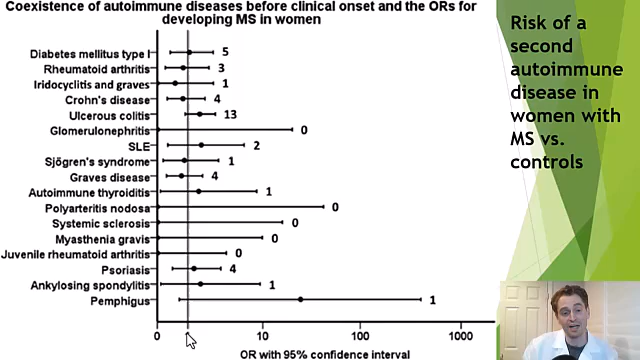 Coexistence of autoimmune diseases before clinical onset and the ORs for
developing MS in women
Diabetes mellitus type I 5
Rheumatoid arthritis 3
Iridocyclitis and graves 1
Crohn's disease 4
Ulcerous colitis 13
Glomerulonephritis 0
SLE 2
Sjögren's syndrome 1
Graves disease 4
Autoimmune thyroiditis 1
Polyarteritis nodosa 0
Systemic sclerosis 0
Myasthenia gravis 0
Juvenile rheumatoid arthritis 0
Psoriasis 4
Ankylosing spondylitis 1
Pemphigus 1
0 10 100 1000
OR with 95% confidence interval
Risk of a
second
autoimmune
disease in
women with
MS vs.
controls